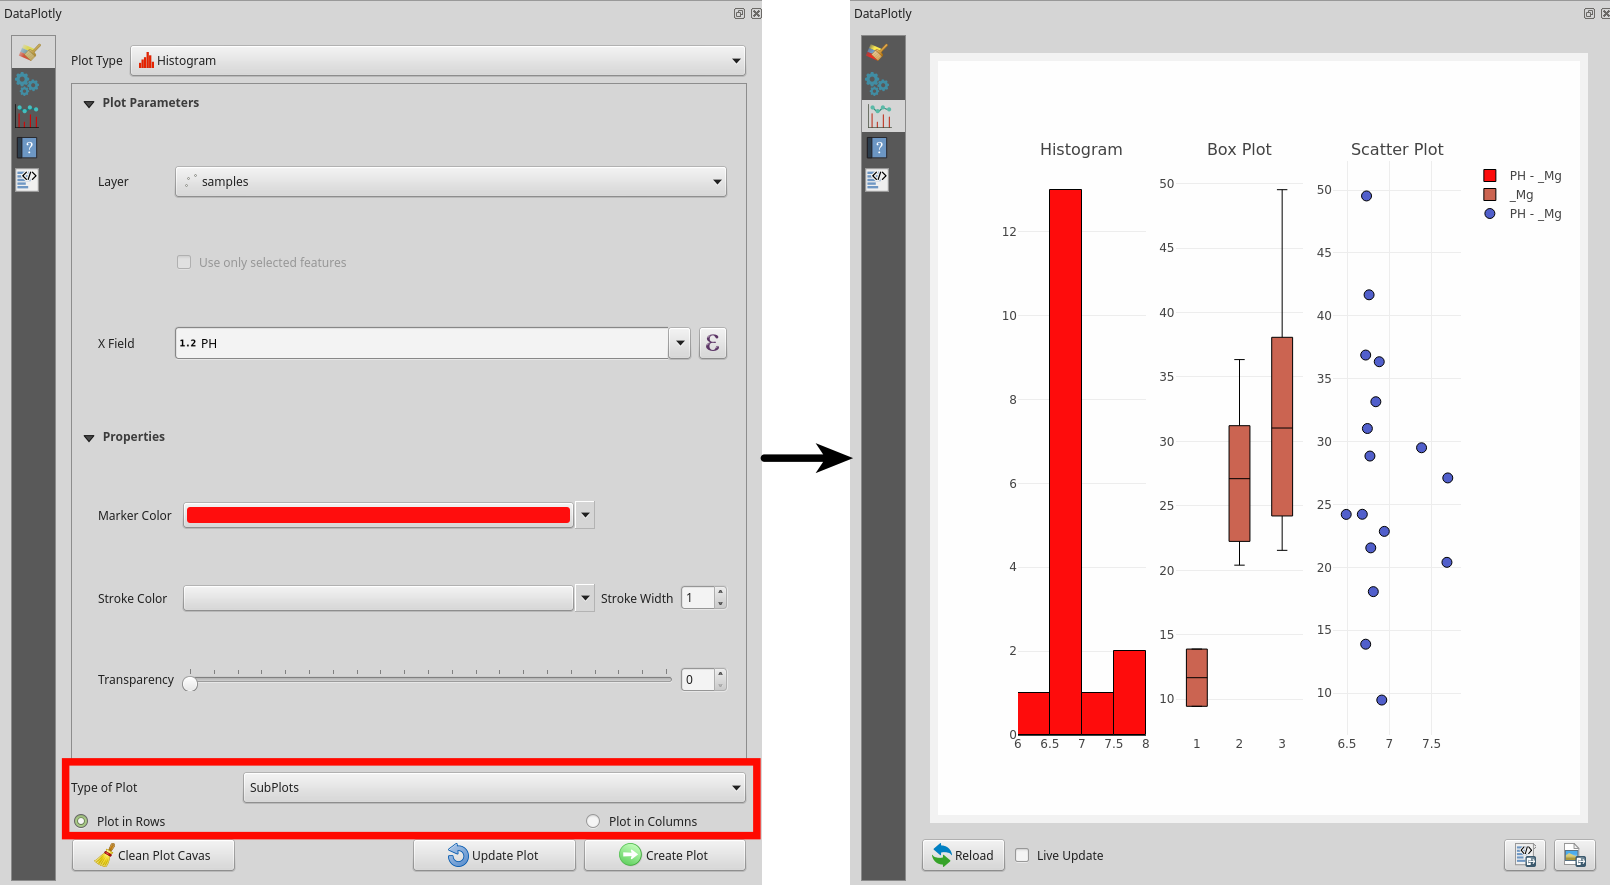 DataPlotly
Plot Type Histogram
Plot Parameters
Layer samples
Use only selected features
X Field 1.2 PH ε
Properties
Marker Color
Stroke Color Stroke Width 1
Transparency 0
Type of Plot SubPlots
Plot in Rows Plot in Columns
Clean Plot Cavas Update Plot Create Plot
DataPlotly
Histogram
12
10
8
6
4
2
0
6 6.5 7 7.5 8
Box Plot
50
45
40
35
30
25
20
15
10
1 2 3
Scatter Plot
50
45
40
35
30
25
20
15
10
6.5 7 7.5
PH - _Mg
_Mg
PH - _Mg
Reload Live Update